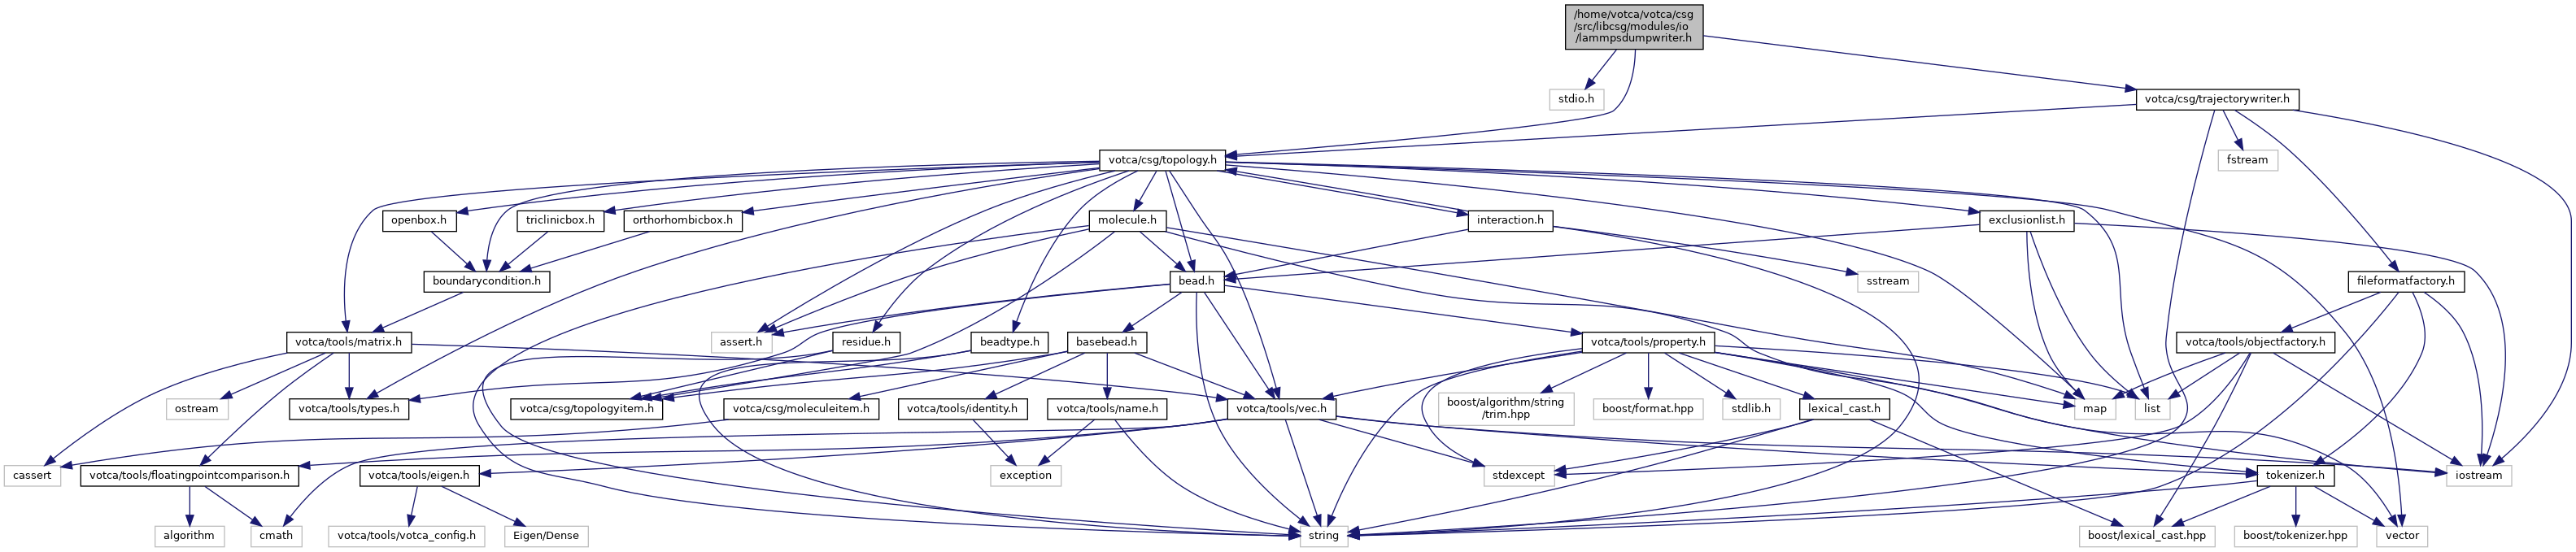 /home/votca/votca/csg
/src/libcsg/modules/io
/lammpsdumpwriter.h
stdio.h
votca/csg/trajectorywriter.h
votca/csg/topology.h
fstream
openbox.h
triclinicbox.h
orthorhombicbox.h
molecule.h
interaction.h
exclusionlist.h
boundarycondition.h
bead.h
sstream
fileformatfactory.h
votca/tools/matrix.h
assert.h
residue.h
beadtype.h
basebead.h
votca/tools/property.h
votca/tools/objectfactory.h
ostream
votca/tools/types.h
votca/csg/topologyitem.h
votca/csg/moleculeitem.h
votca/tools/identity.h
votca/tools/name.h
votca/tools/vec.h
boost/algorithm/string
/trim.hpp
boost/format.hpp
stdlib.h
lexical_cast.h
map
list
cassert
votca/tools/floatingpointcomparison.h
votca/tools/eigen.h
exception
stdexcept
tokenizer.h
iostream
algorithm
cmath
votca/tools/votca_config.h
Eigen/Dense
string
boost/lexical_cast.hpp
boost/tokenizer.hpp
vector